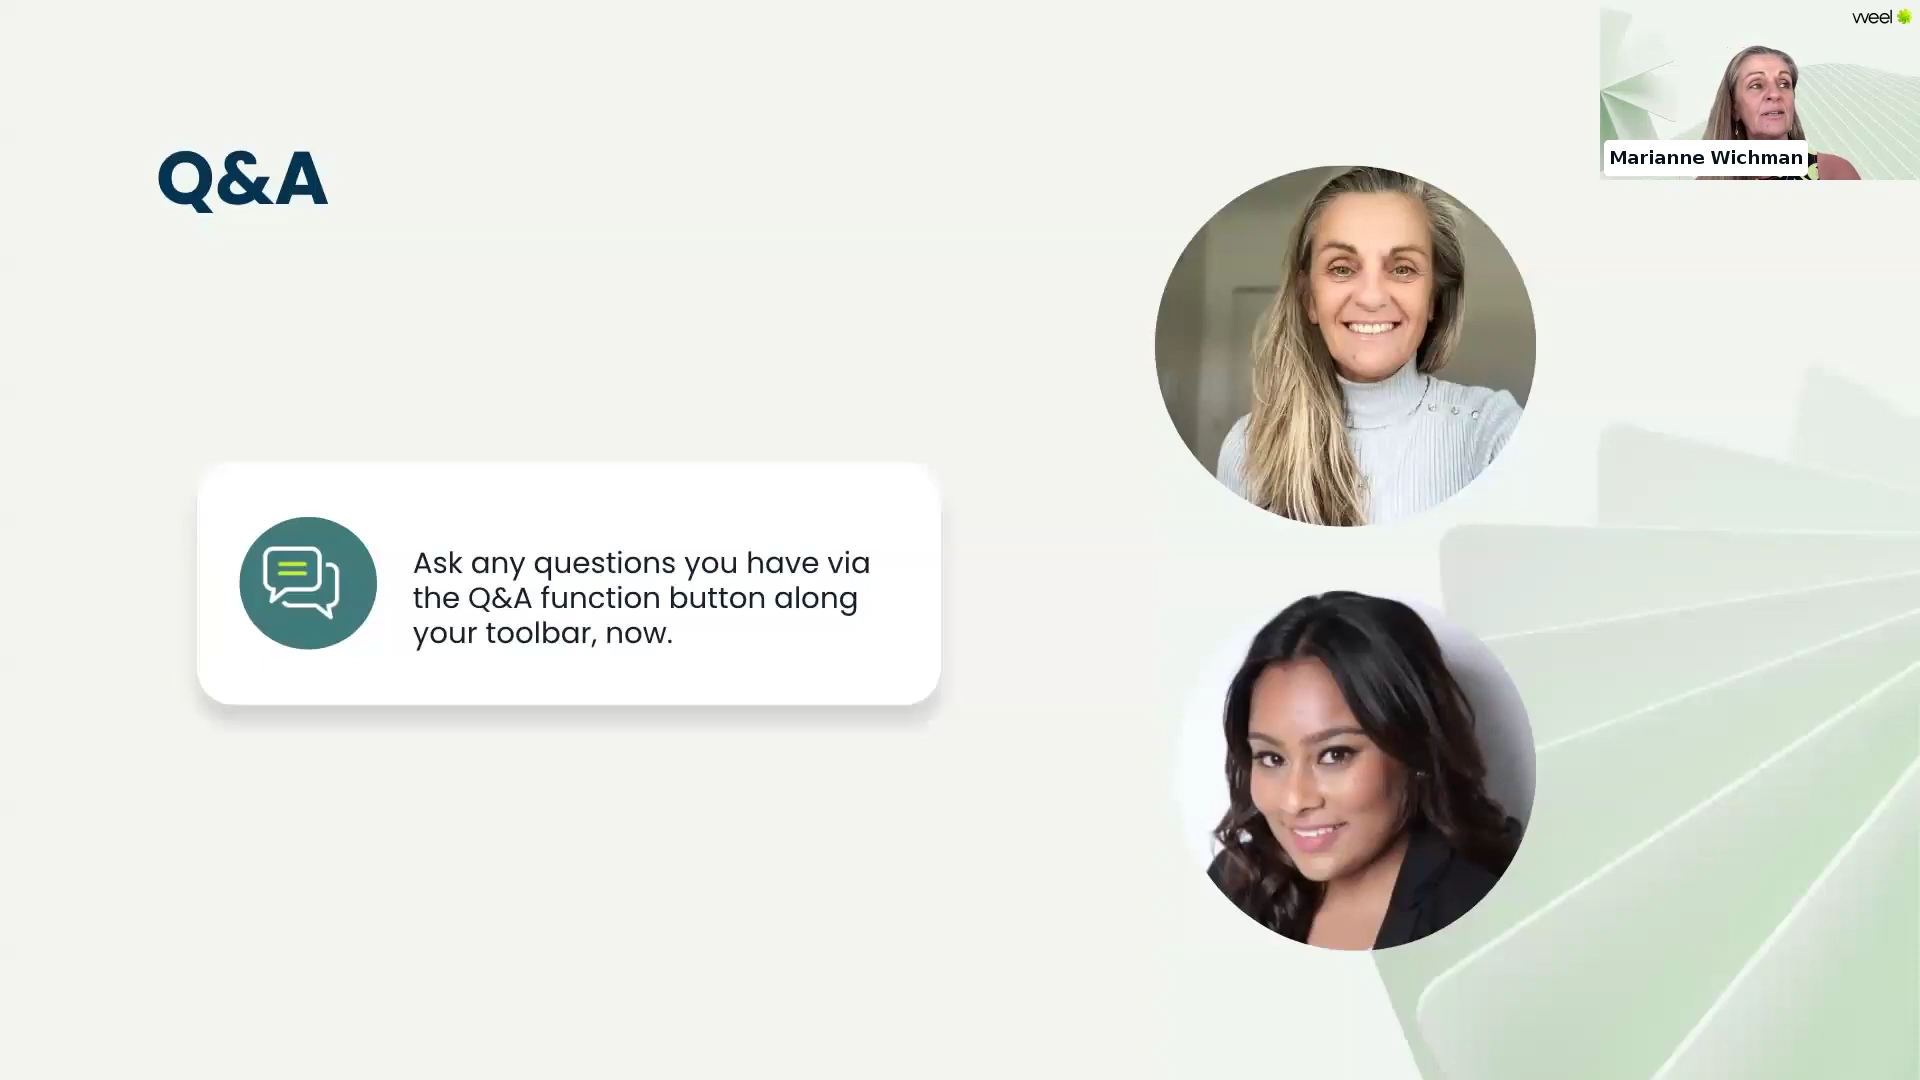 weel
Marianne Wichman
Q&A
Ask any questions you have via
the Q&A function button along
your toolbar, now.